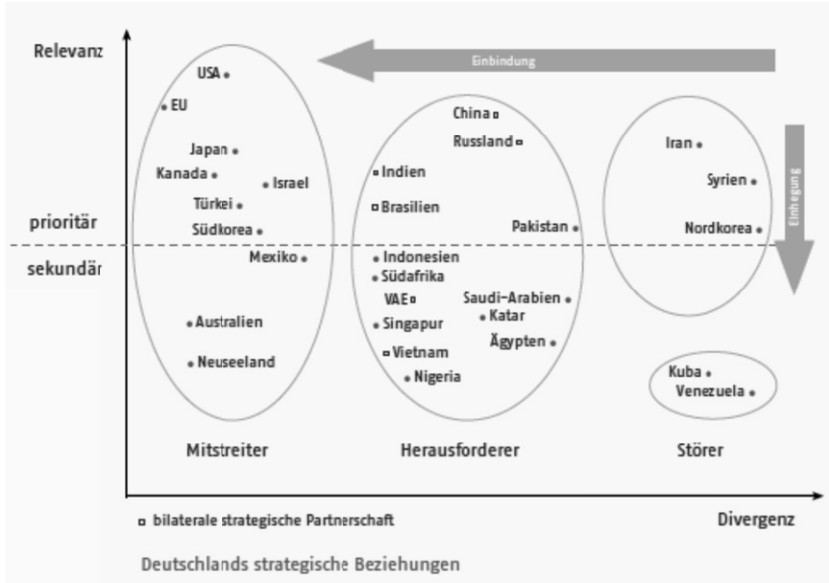 Relevanz
Einbindung
USA
EU
China
Russland
Iran
Japan
Kanada
Israel
Indien
Syrien
Einhegung
Türkei
Brasilien
prioritär
Südkorea
Pakistan
Nordkorea
sekundär
Mexiko
Indonesien
Südafrika
VAE
Saudi-Arabien
Katar
Australien
Singapur
Ägypten
Neuseeland
Vietnam
Nigeria
Kuba
Venezuela
Mitstreiter
Herausforderer
Störer
bilaterale strategische Partnerschaft
Divergenz
Deutschlands strategische Beziehungen